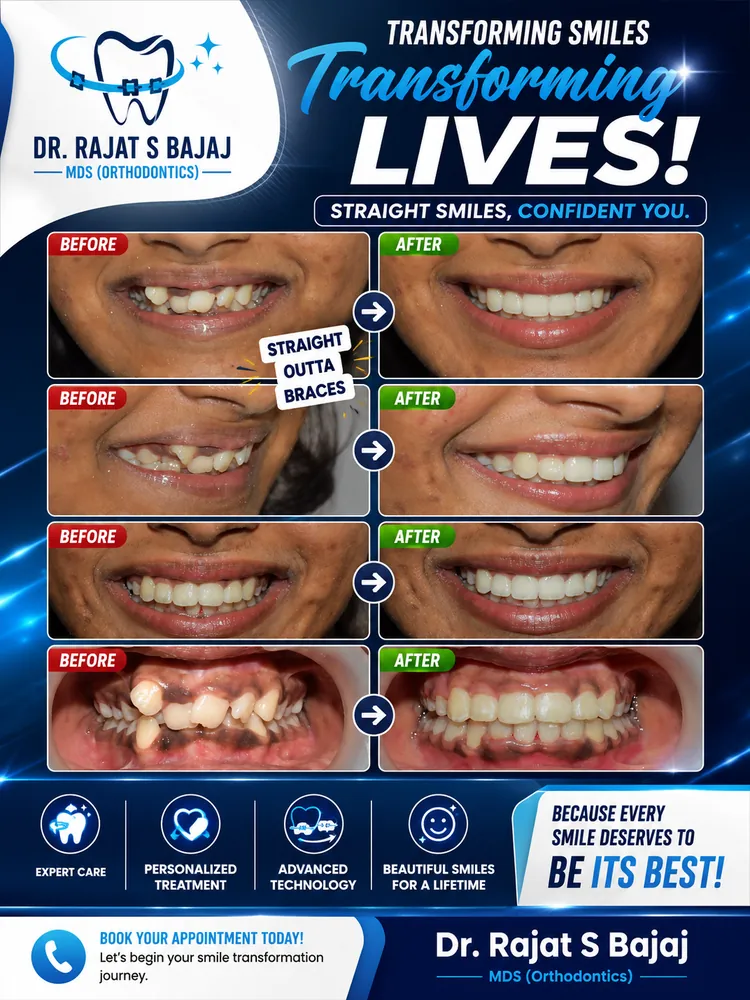 DR. RAJAT S BAJAJ
MDS (ORTHODONTICS)
TRANSFORMING SMILES
Transforming
LIVES!
STRAIGHT SMILES, CONFIDENT YOU.
BEFORE
AFTER
STRAIGHT
OUTTA
BRACES
BEFORE
AFTER
BEFORE
AFTER
BEFORE
AFTER
EXPERT CARE
PERSONALIZED
TREATMENT
ADVANCED
TECHNOLOGY
BEAUTIFUL SMILES
FOR A LIFETIME
BECAUSE EVERY
SMILE DESERVES TO
BE ITS BEST!
BOOK YOUR APPOINTMENT TODAY!
Let's begin your smile transformation
journey.
Dr. Rajat S Bajaj
MDS (Orthodontics)